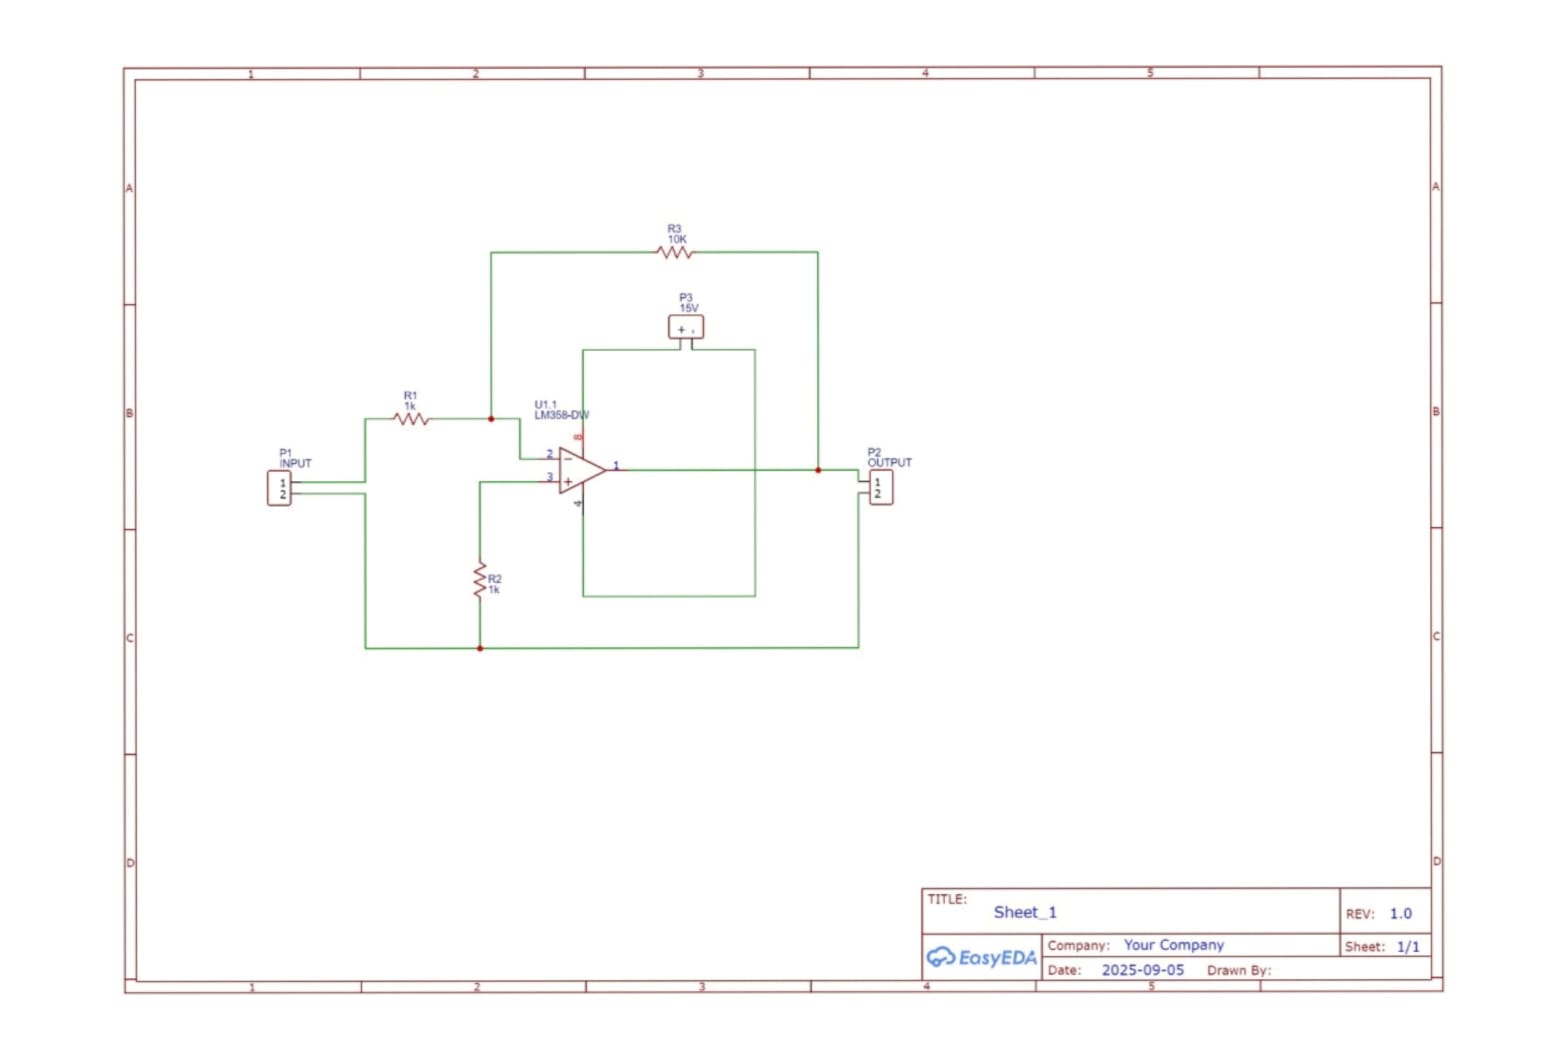 1 2 3 4 5
A A
R3
10K
P3
15V
+ -
R1
1k
B B
U1.1
LM358-DW
8
P1
INPUT
1
2
2
3
−
+
1
4
P2
OUTPUT
1
2
R2
1k
C C
D D
TITLE:
Sheet_1
REV: 1.0
EasyEDA
Company: Your Company
Sheet: 1/1
Date: 2025-09-05 Drawn By:
1 2 3 4 5